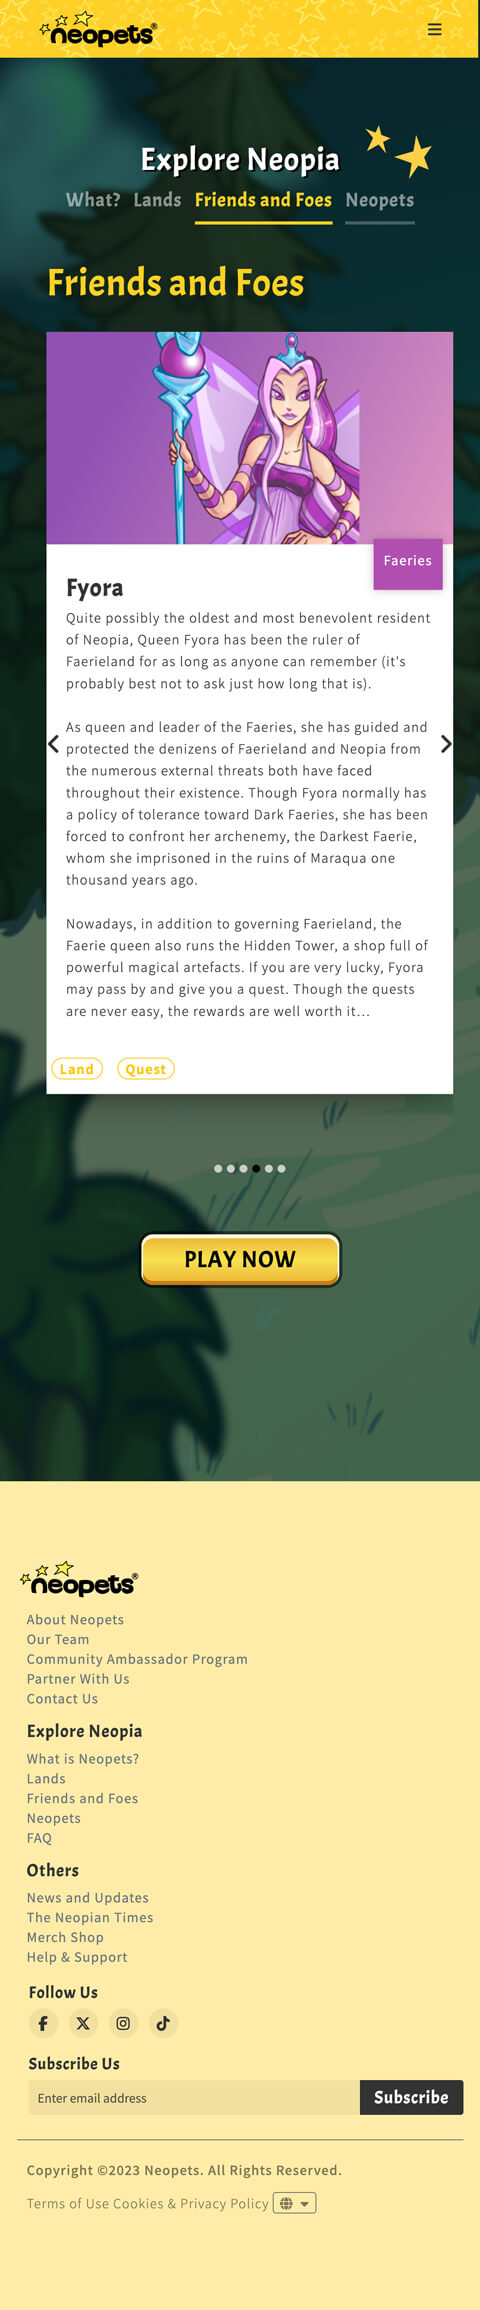 neopets®
Explore Neopia
What? Lands Friends and Foes Neopets
Friends and Foes
Faeries
Fyora
Quite possibly the oldest and most benevolent resident
of Neopia, Queen Fyora has been the ruler of
Faerieland for as long as anyone can remember (it's
probably best not to ask just how long that is).
As queen and leader of the Faeries, she has guided and
protected the denizens of Faerieland and Neopia from
the numerous external threats both have faced
throughout their existence. Though Fyora normally has
a policy of tolerance toward Dark Faeries, she has been
forced to confront her archenemy, the Darkest Faerie,
whom she imprisoned in the ruins of Maraqua one
thousand years ago.
Nowadays, in addition to governing Faerieland, the
Faerie queen also runs the Hidden Tower, a shop full of
powerful magical artefacts. If you are very lucky, Fyora
may pass by and give you a quest. Though the quests
are never easy, the rewards are well worth it...
Land Quest
PLAY NOW
neopets®
About Neopets
Our Team
Community Ambassador Program
Partner With Us
Contact Us
Explore Neopia
What is Neopets?
Lands
Friends and Foes
Neopets
FAQ
Others
News and Updates
The Neopian Times
Merch Shop
Help & Support
Follow Us
Subscribe Us
Enter email address Subscribe
Copyright ©2023 Neopets. All Rights Reserved.
Terms of Use Cookies & Privacy Policy